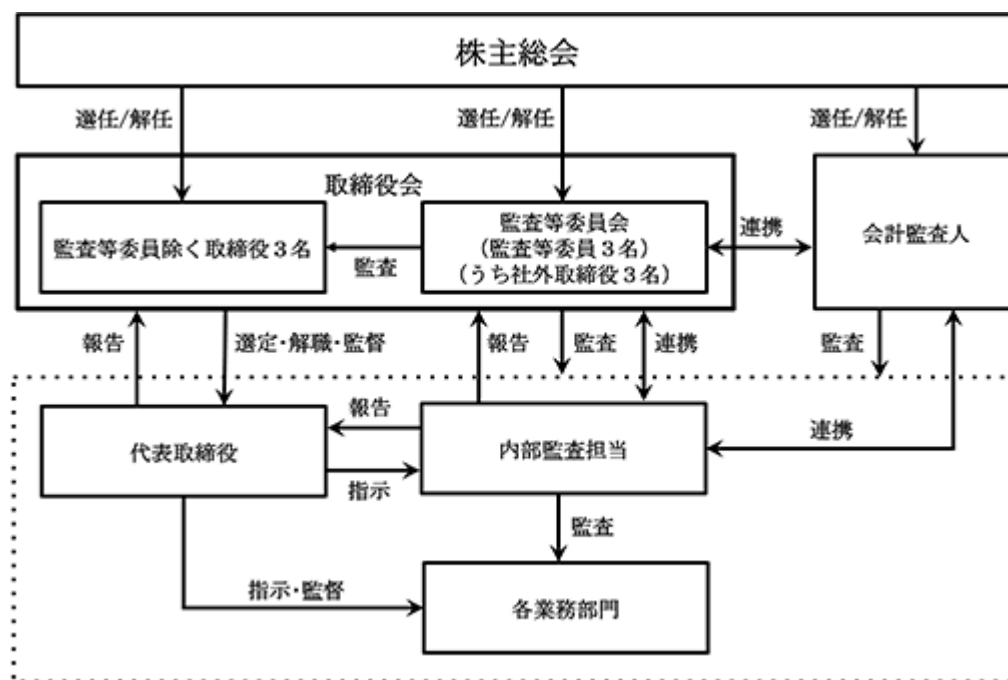 株主総会
選任/解任
選任/解任
選任/解任
取締役会
監査等委員除く取締役３名
監査
監査等委員会
（監査等委員３名）
（うち社外取締役３名）
連携
会計監査人
報告
選定・解職・監督
報告
監査
連携
監査
代表取締役
報告
指示
内部監査担当
連携
監査
指示・監督
各業務部門